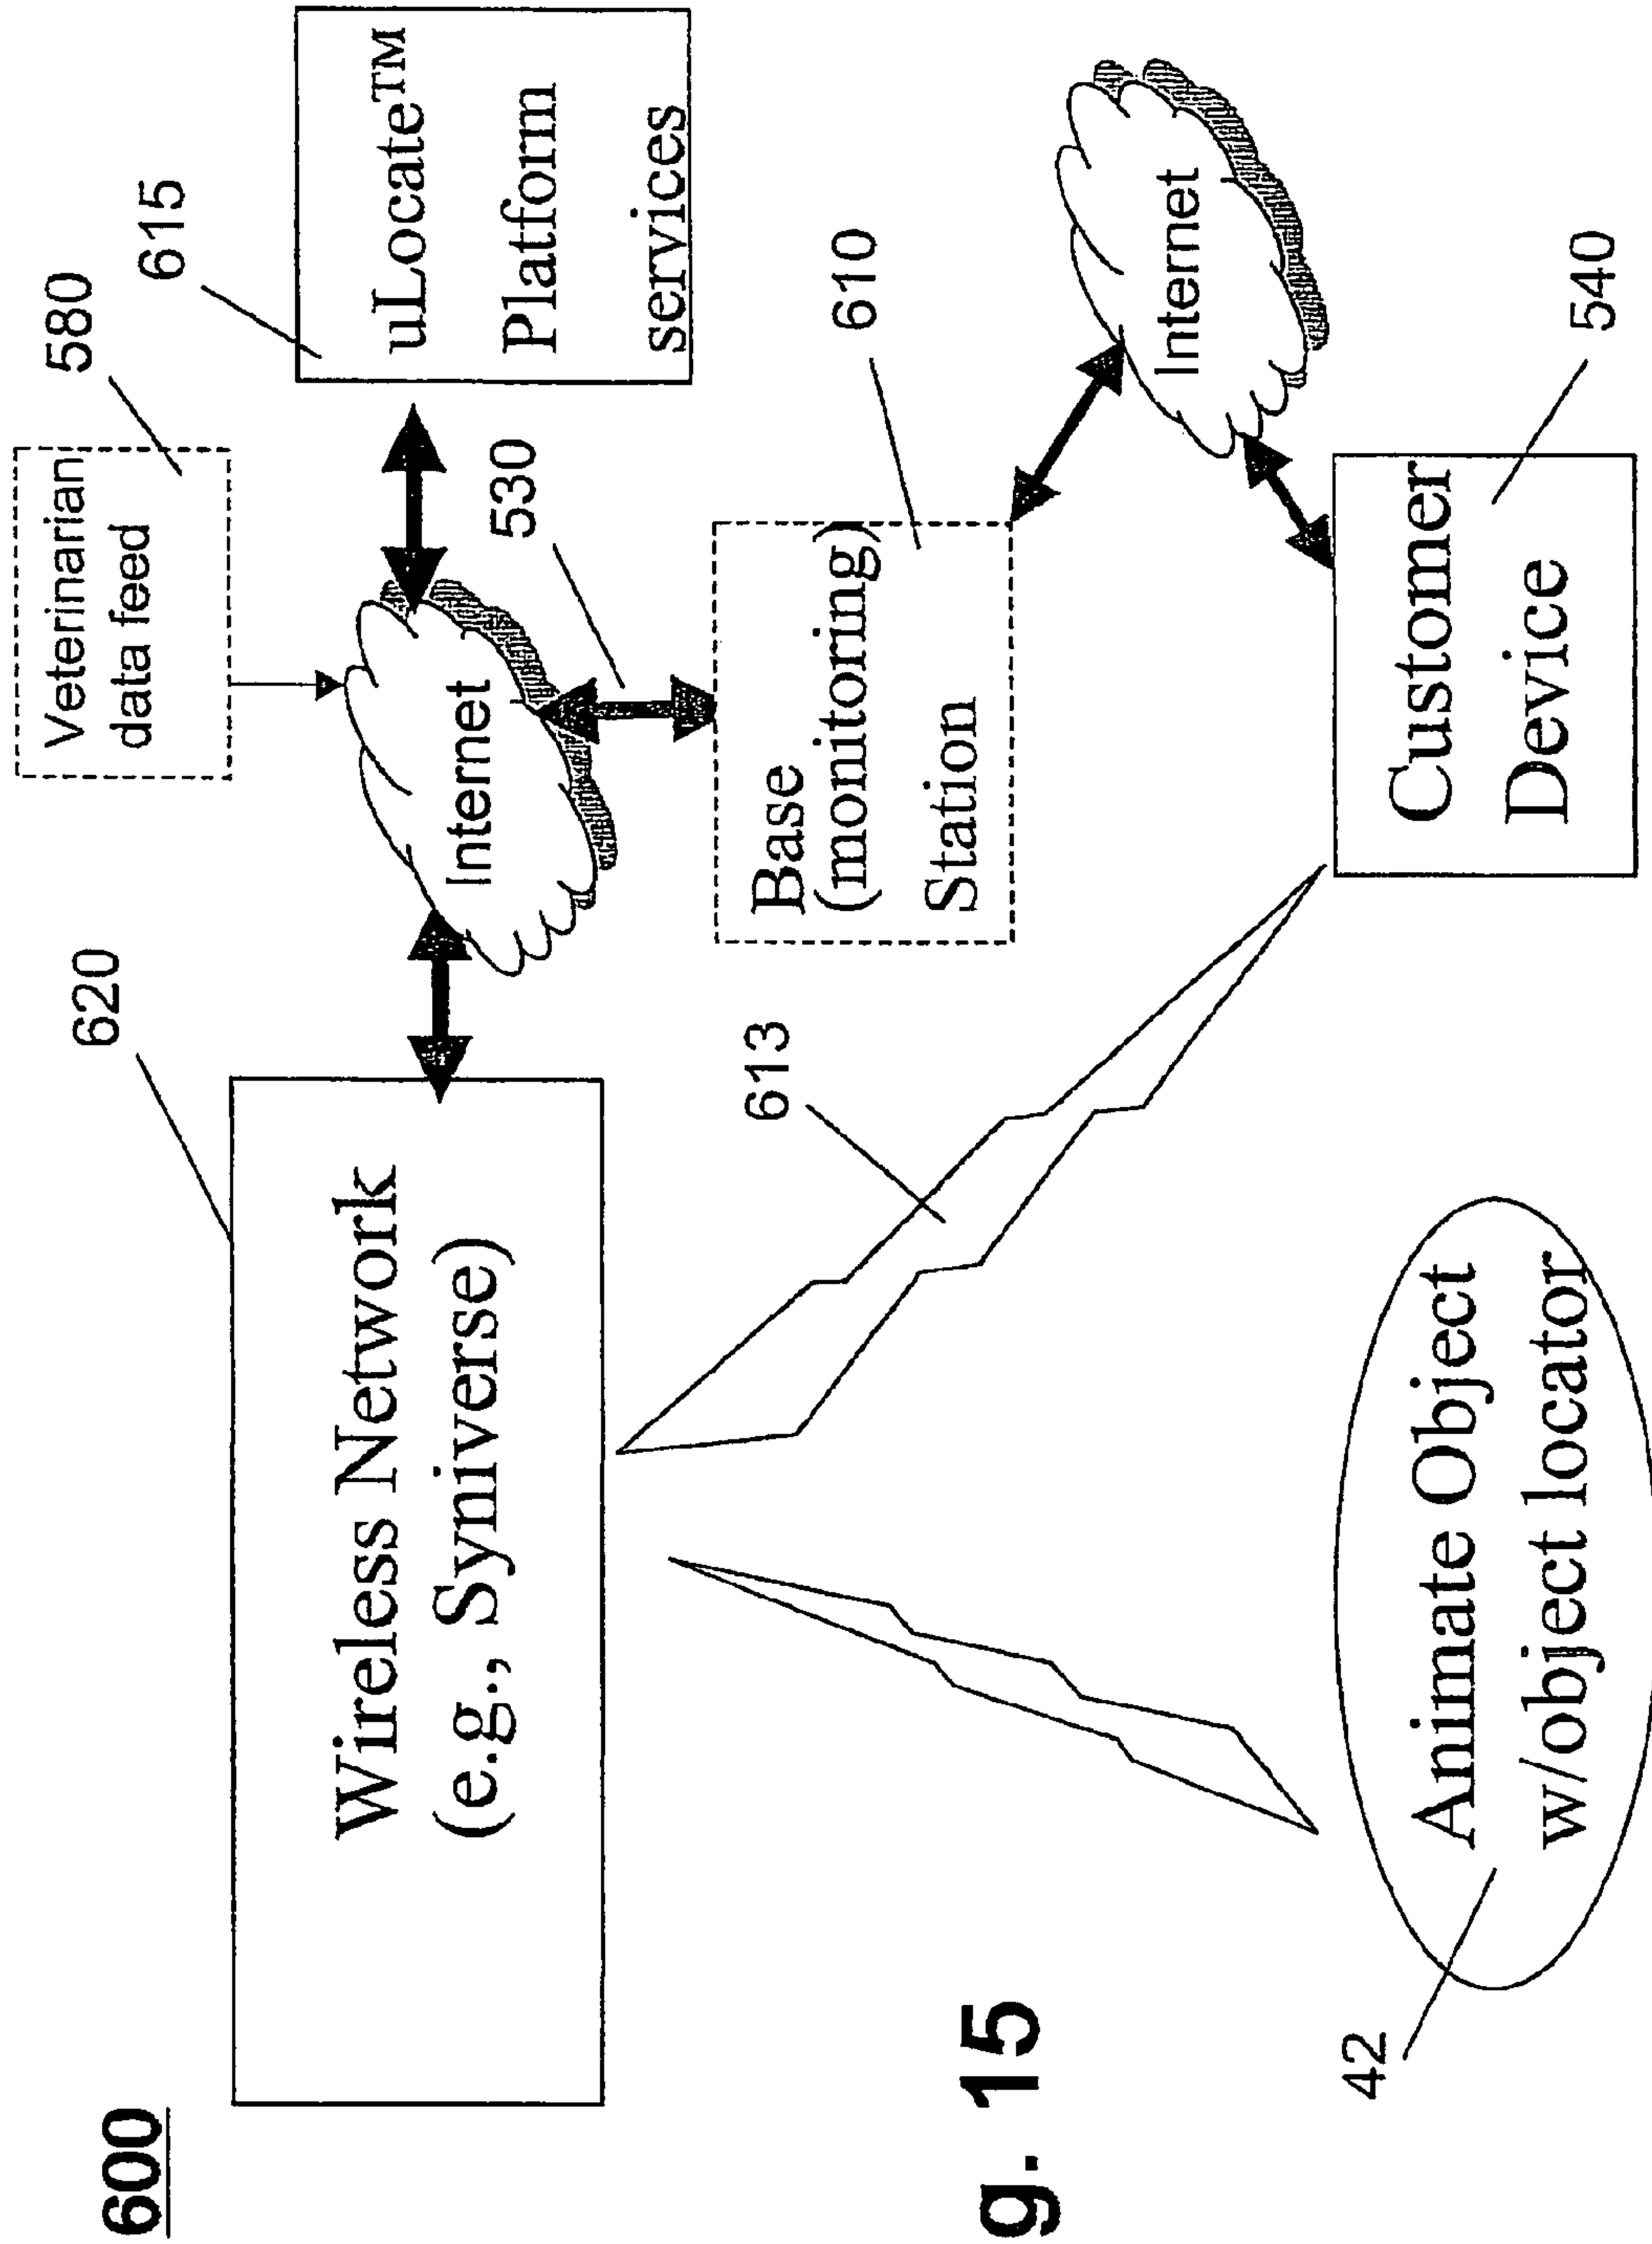 600
620
580
615
Veterinarian
data feed
Wireless Network
(e.g., Syniverse)
Internet
uLocate™
Platform
services
530
613
610
Base
(monitoring)
Station
Internet
g. 15
42
Animate Object
w/object locator
Customer
Device
540